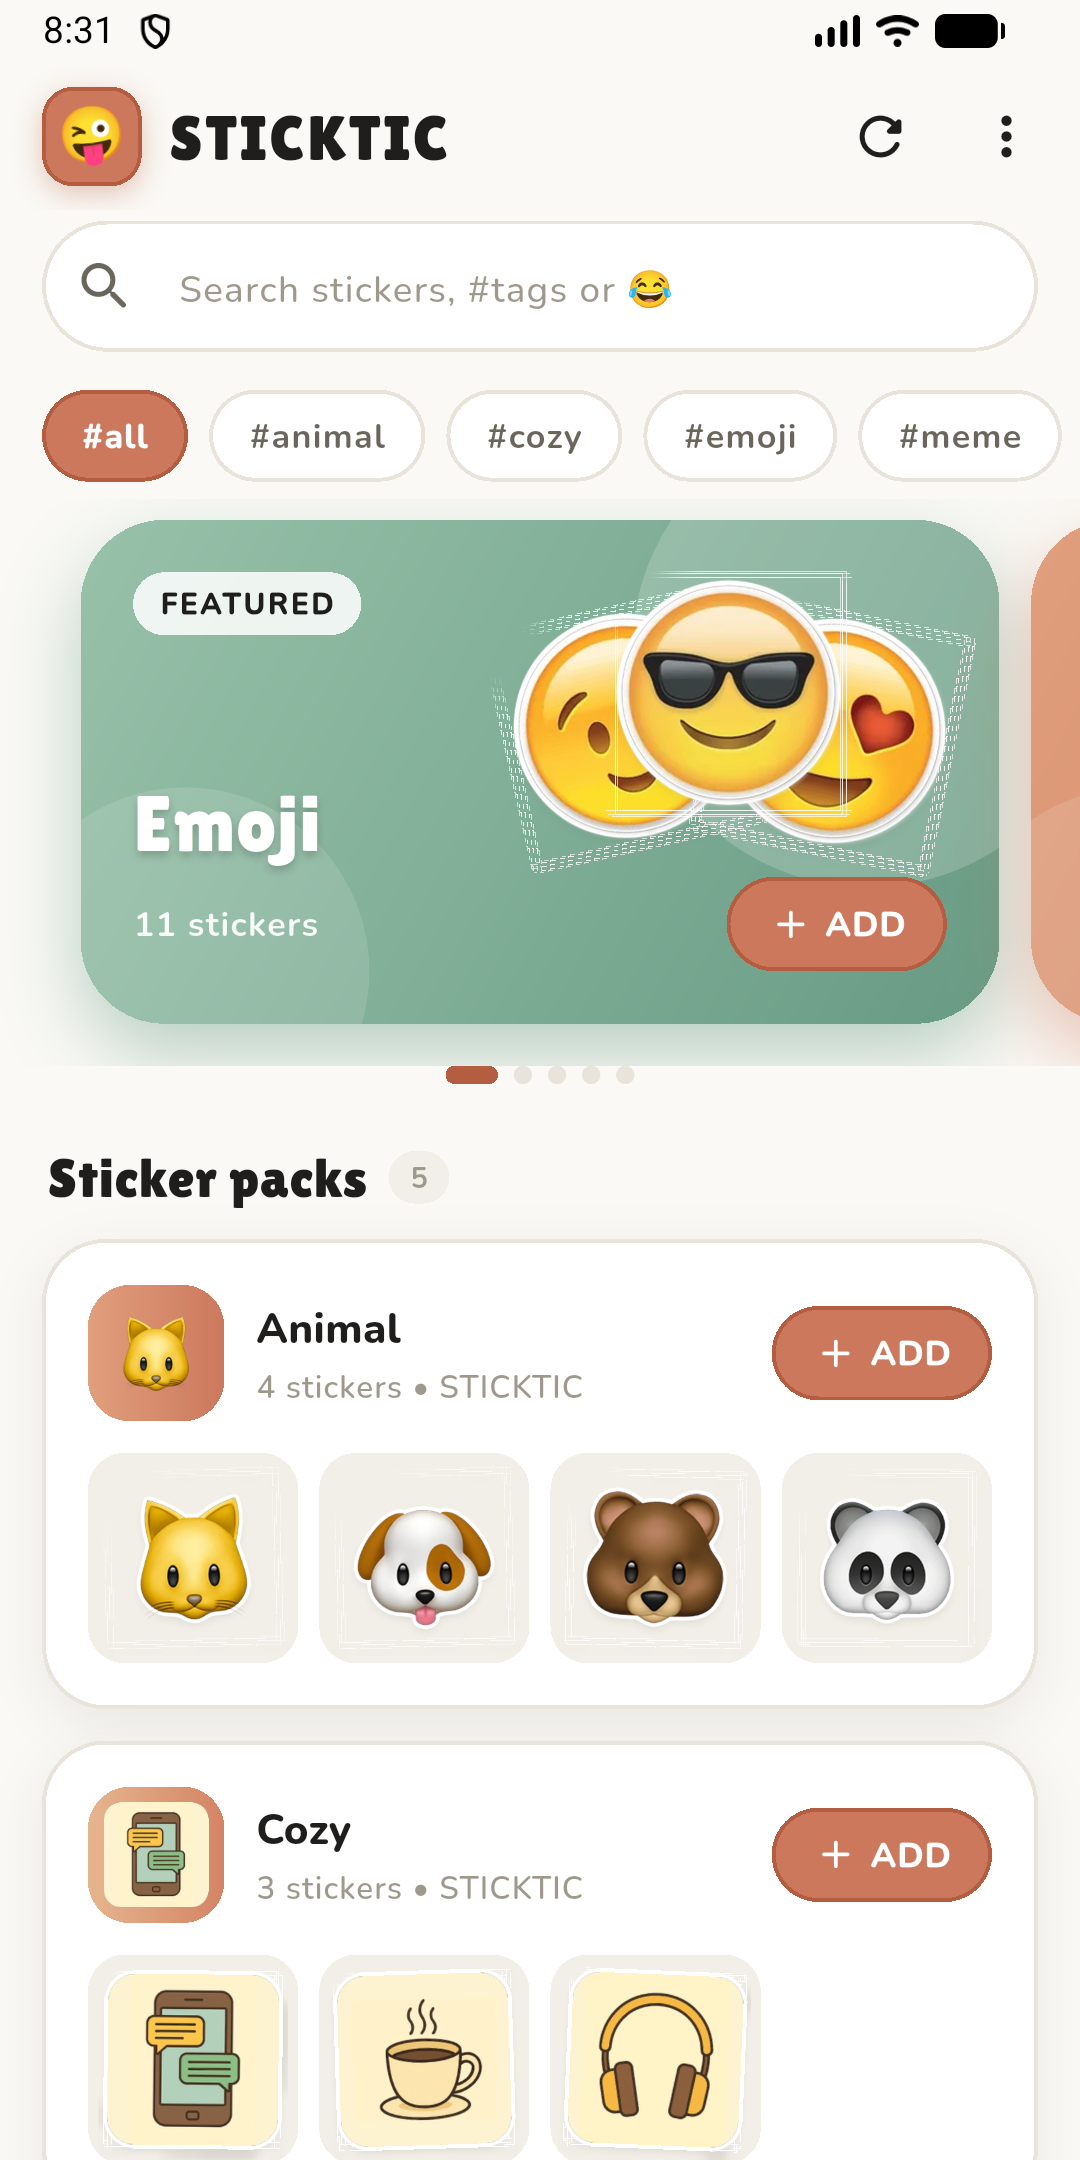 8:31
STICKTIC
Search stickers, #tags or 😂
#all #animal #cozy #emoji #meme
FEATURED
Emoji
11 stickers
+ ADD
Sticker packs 5
Animal
4 stickers • STICKTIC
+ ADD
Cozy
3 stickers • STICKTIC
+ ADD